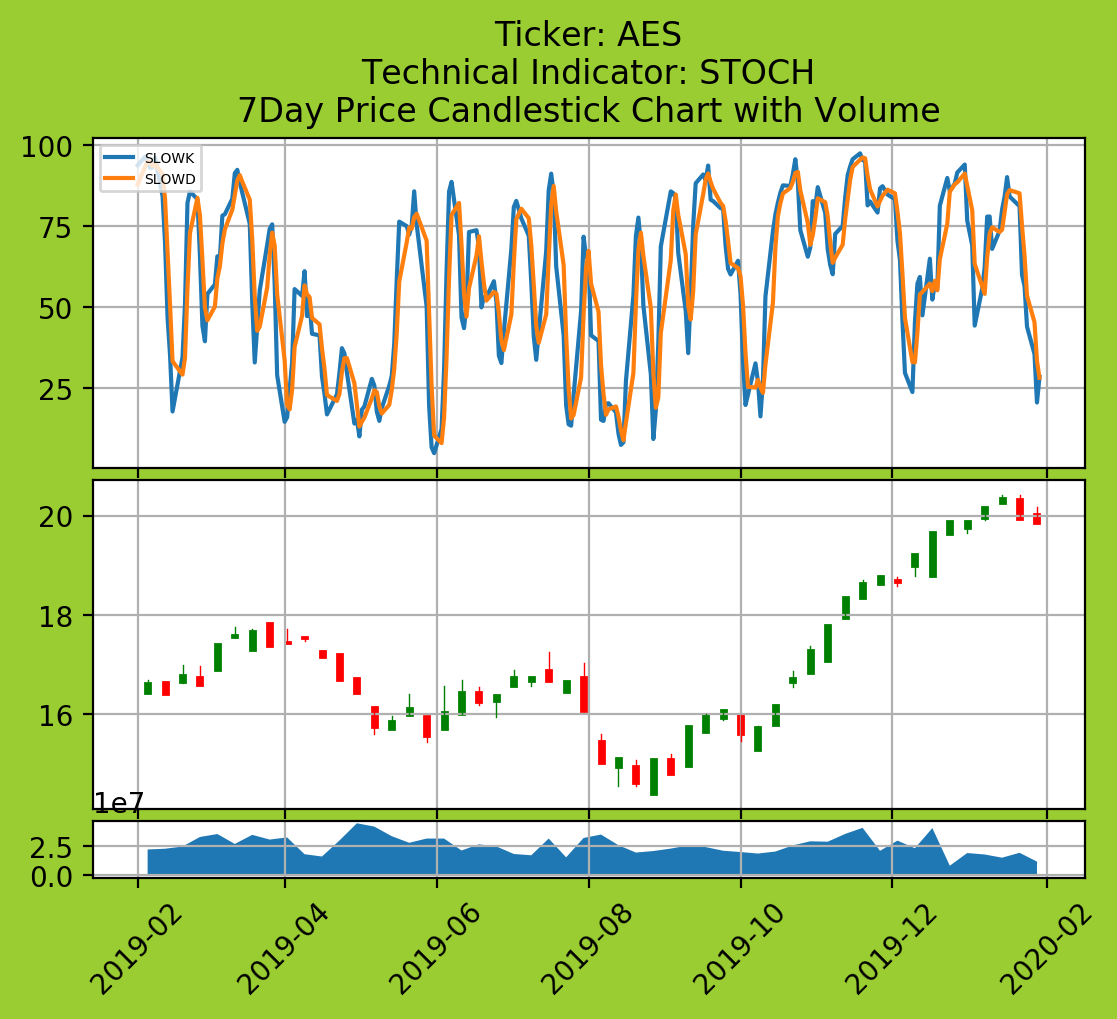 Ticker: AES
Technical Indicator: STOCH
7Day Price Candlestick Chart with Volume
100
75
50
25
SLOWK
SLOWD
20
18
16
1e7
2.5
0.0
2019-02
2019-04
2019-06
2019-08
2019-10
2019-12
2020-02